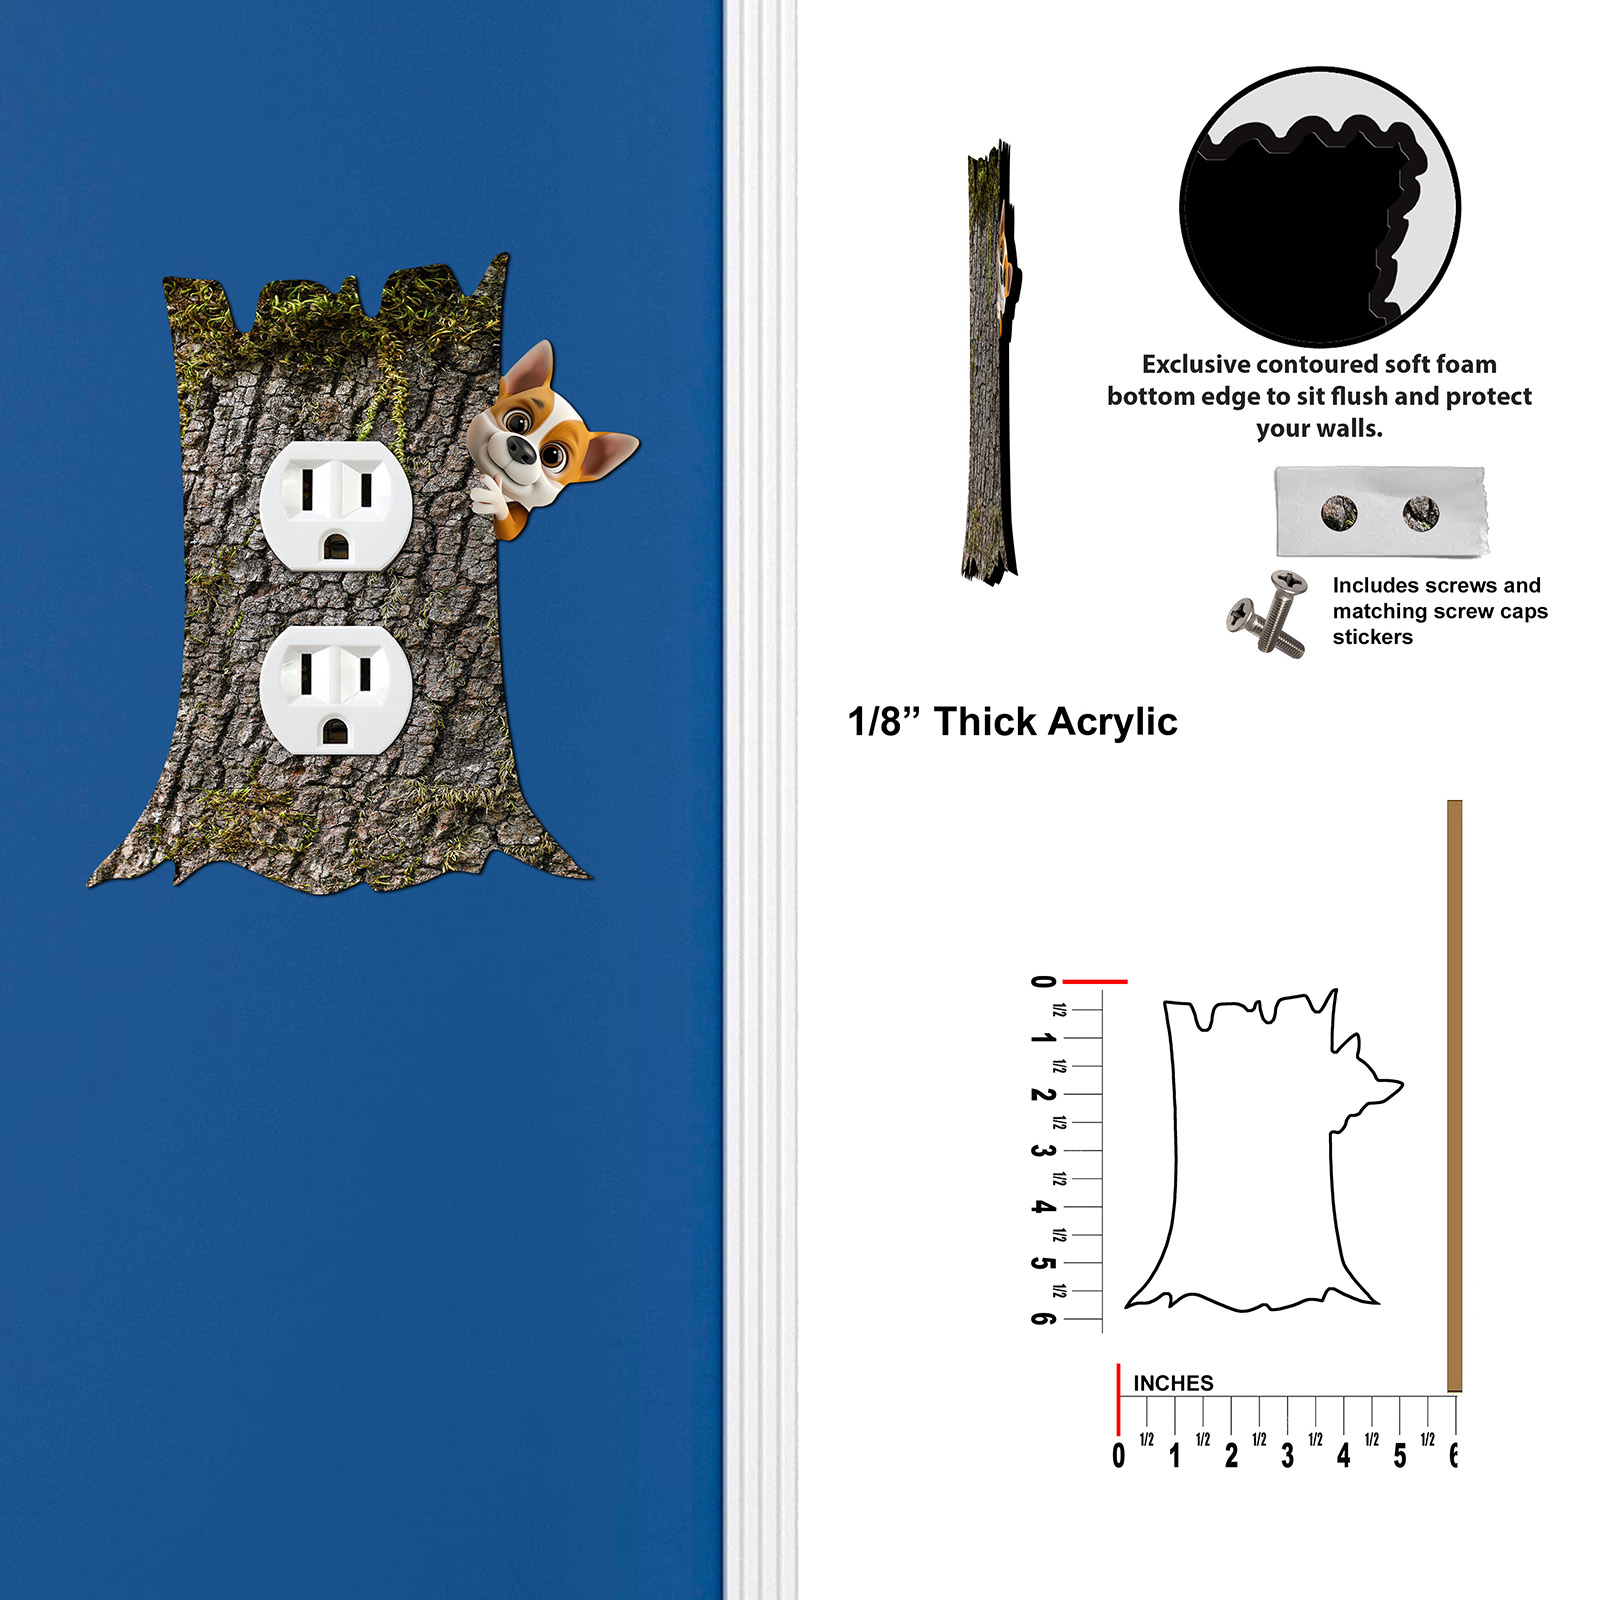 Exclusive contoured soft foam
bottom edge to sit flush and protect
your walls.
Includes screws and
matching screw caps
stickers
1/8” Thick Acrylic
0
1/2
1
1/2
2
1/2
3
1/2
4
1/2
5
1/2
6
INCHES
0 1/2 1 1/2 2 1/2 3 1/2 4 1/2 5 1/2 6